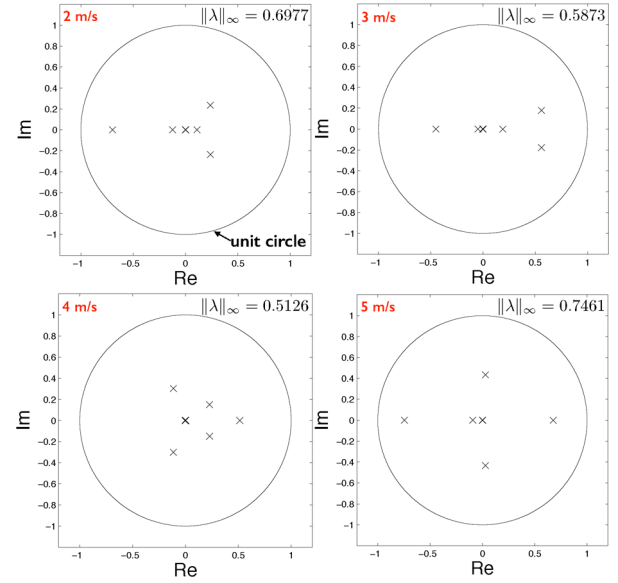 2 m/s
‖λ‖∞ = 0.6977
1
0.8
0.6
0.4
0.2
0
−0.2
−0.4
−0.6
−0.8
−1
Im
−1 −0.5 0 0.5 1
Re
unit circle
3 m/s
‖λ‖∞ = 0.5873
1
0.8
0.6
0.4
0.2
0
−0.2
−0.4
−0.6
−0.8
−1
Im
−1 −0.5 0 0.5 1
Re
4 m/s
‖λ‖∞ = 0.5126
1
0.8
0.6
0.4
0.2
0
−0.2
−0.4
−0.6
−0.8
−1
Im
−1 −0.5 0 0.5 1
Re
5 m/s
‖λ‖∞ = 0.7461
1
0.8
0.6
0.4
0.2
0
−0.2
−0.4
−0.6
−0.8
−1
Im
−1 −0.5 0 0.5 1
Re